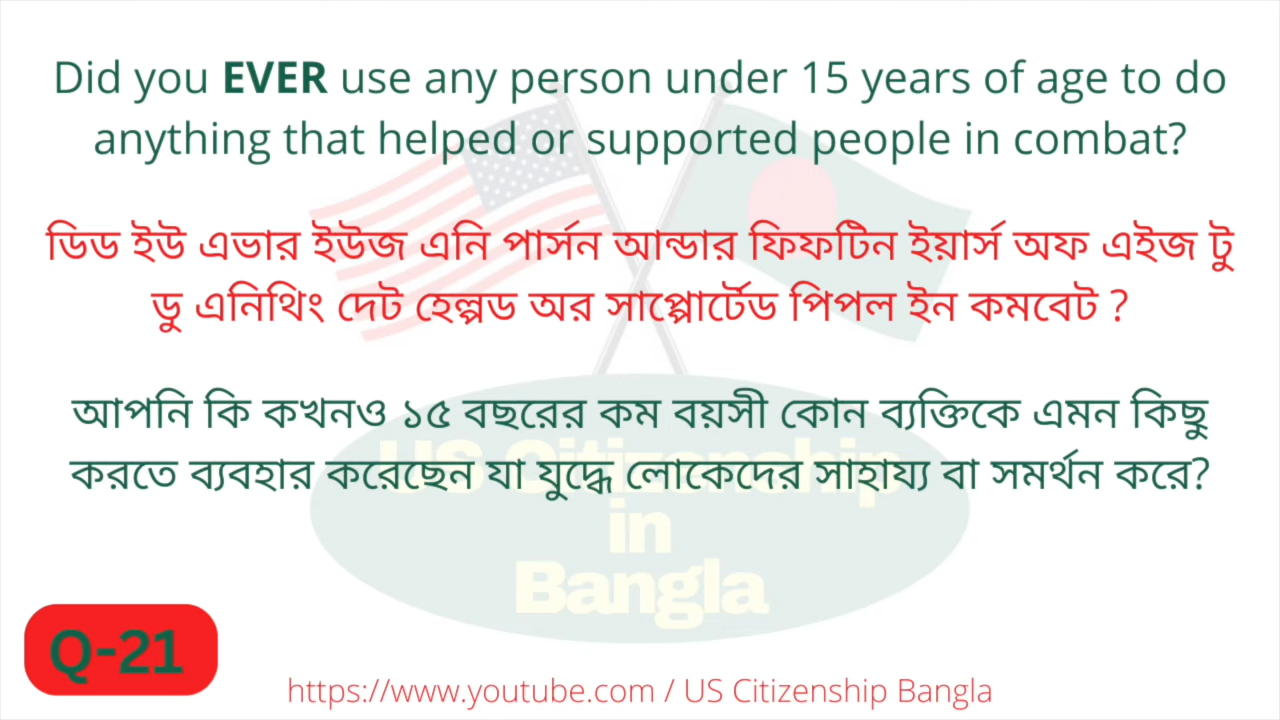 Did you EVER use any person under 15 years of age to do
anything that helped or supported people in combat?
ডিড ইউ এভার ইউজ এনি পার্সন আন্ডার ফিফটিন ইয়ার্স অফ এইজ টু
ডু এনিথিং দেট হেল্পড অর সাপ্পোর্টেড পিপল ইন কমবেট ?
আপনি কি কখনও ১৫ বছরের কম বয়সী কোন ব্যক্তিকে এমন কিছু
করতে ব্যবহার করেছেন যা যুদ্ধে লোকেদের সাহায্য বা সমর্থন করে?
US Citizenship
in
Bangla
Q-21
https://www.youtube.com / US Citizenship Bangla